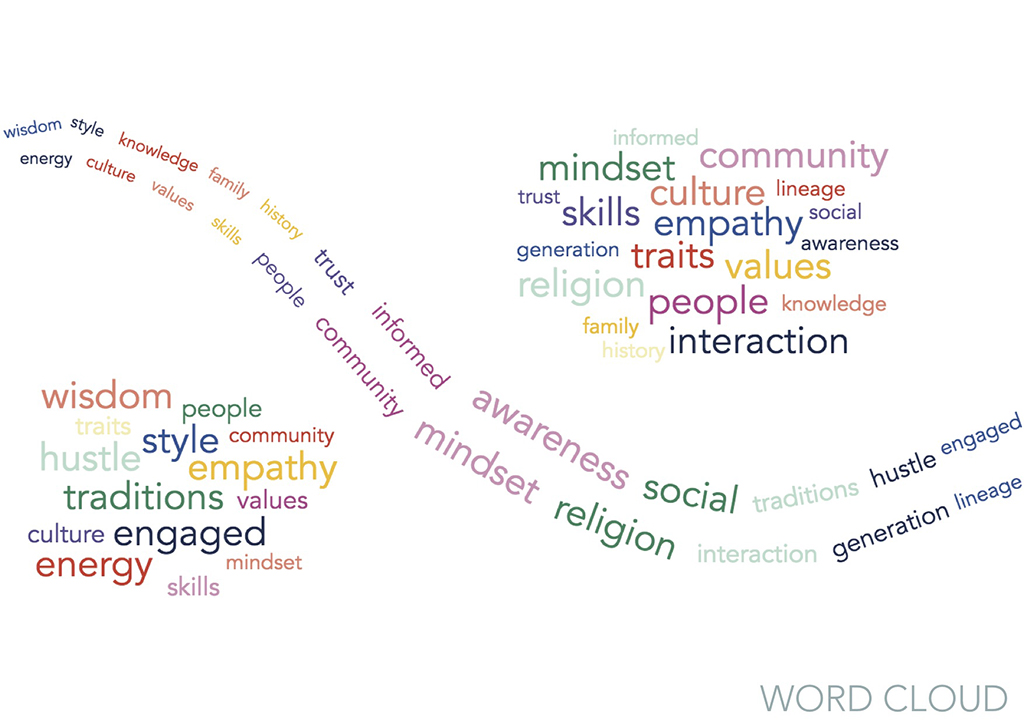 wisdom style knowledge family history trust informed awareness social traditions hustle engaged
energy culture values skills people community mindset religion interaction generation lineage
informed
mindset community
culture lineage
trust skills empathy social
awareness
generation traits values
religion people knowledge
family
history interaction
wisdom people
traits style community
hustle empathy
traditions values
culture engaged
energy mindset
skills
WORD CLOUD